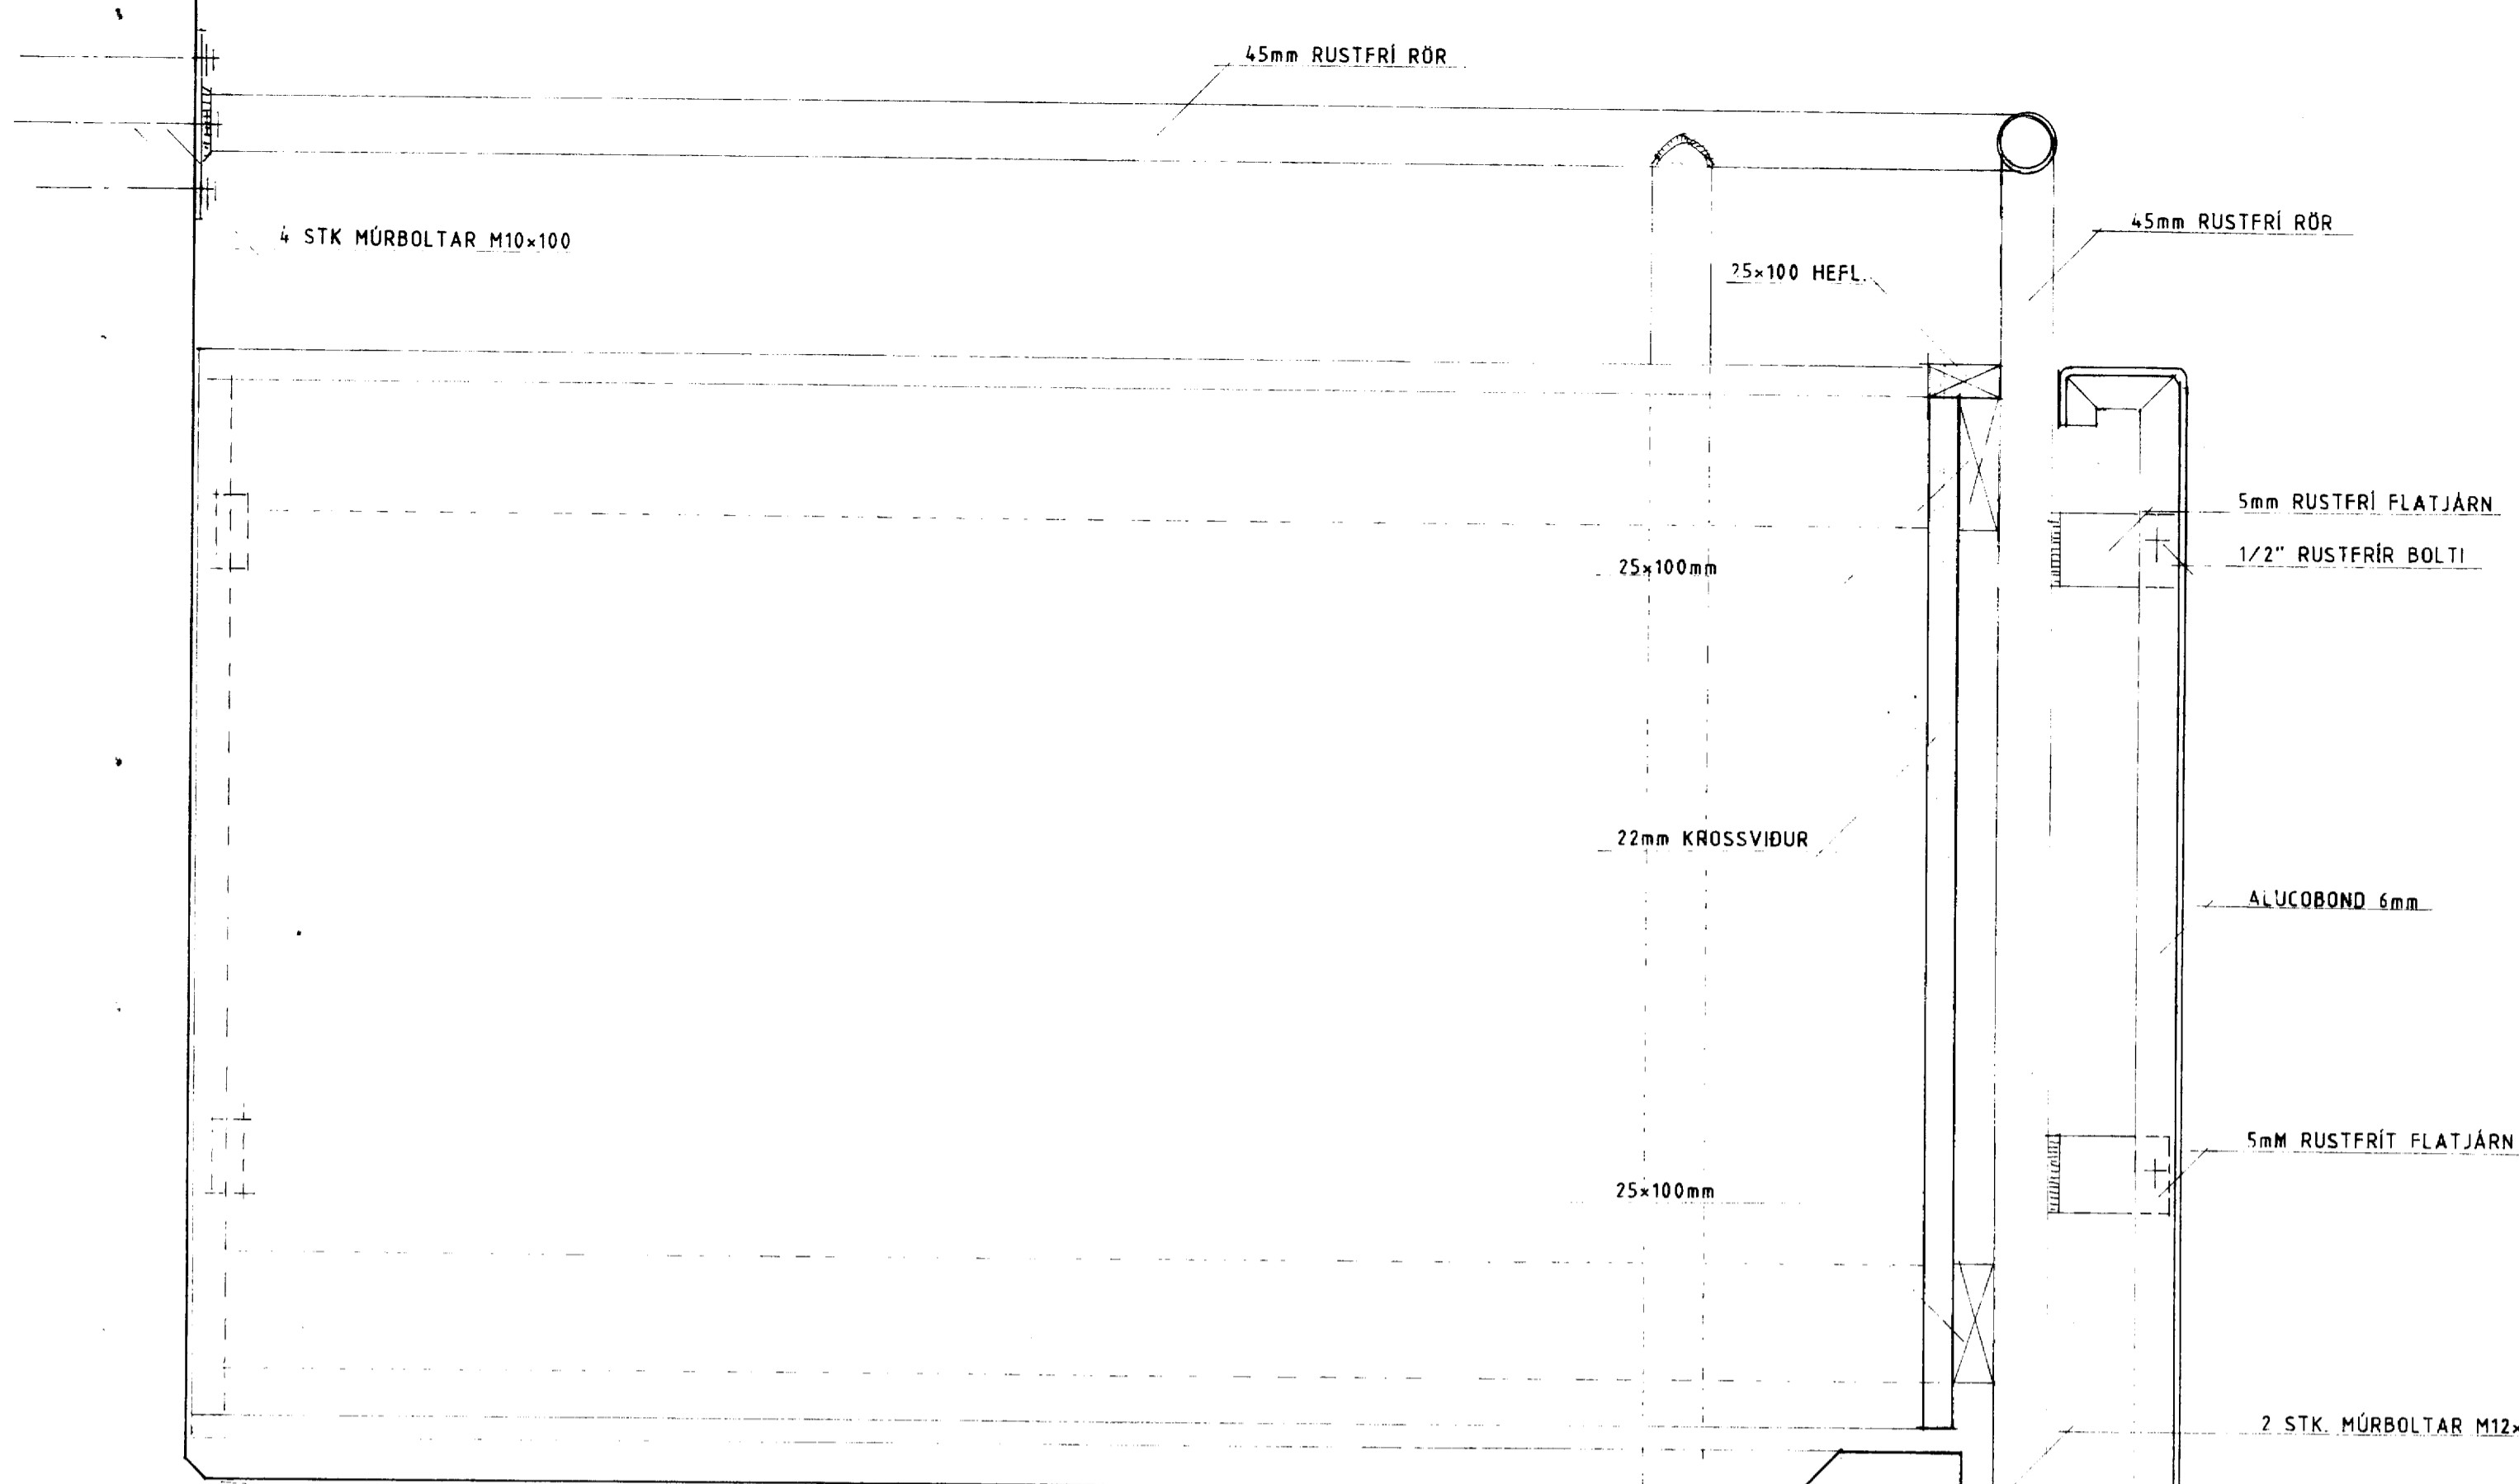 45mm RUSTFRÍ RÖR
45mm RUSTFRÍ RÖR
4 STK MÚRBOLTAR M10×100
25×100 HEFL.
5mm RUSTFRÍ FLATJÁRN
1/2" RUSTFRÍR BOLTI
25×100mm
22mm KROSSVIÐUR
ALUCOBOND 6mm
5mM RUSTFRÍT FLATJÁRN
25×100mm
2 STK. MÚRBOLTAR M12×